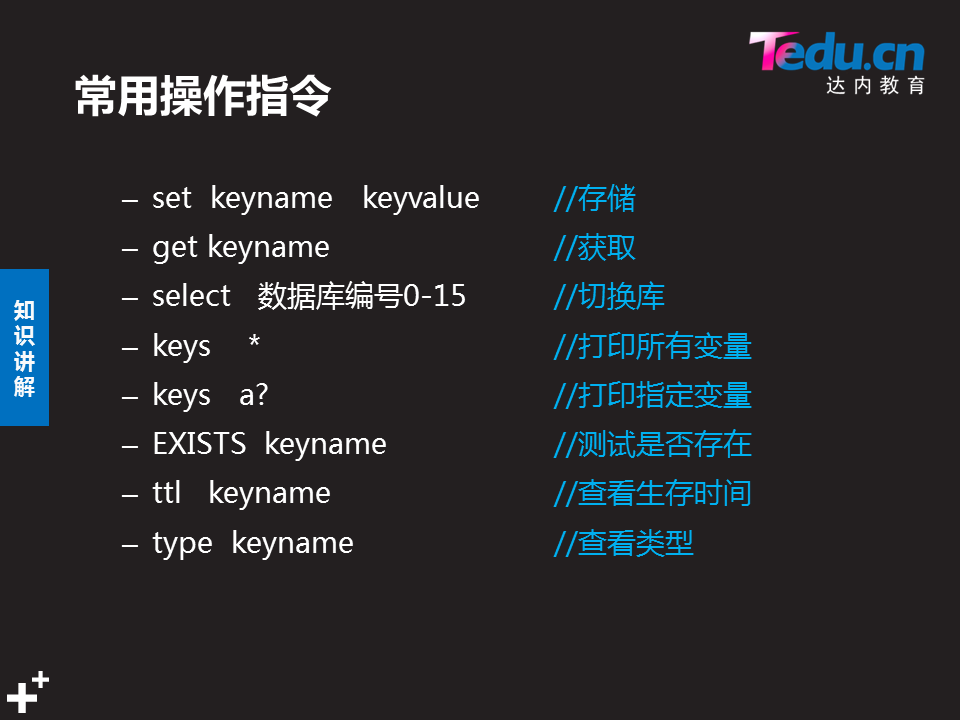 Tedu.cn
达内教育
常用操作指令
– set keyname keyvalue //存储
– get keyname //获取
– select 数据库编号0-15 //切换库
– keys * //打印所有变量
– keys a? //打印指定变量
– EXISTS keyname //测试是否存在
– ttl keyname //查看生存时间
– type keyname //查看类型
知识讲解